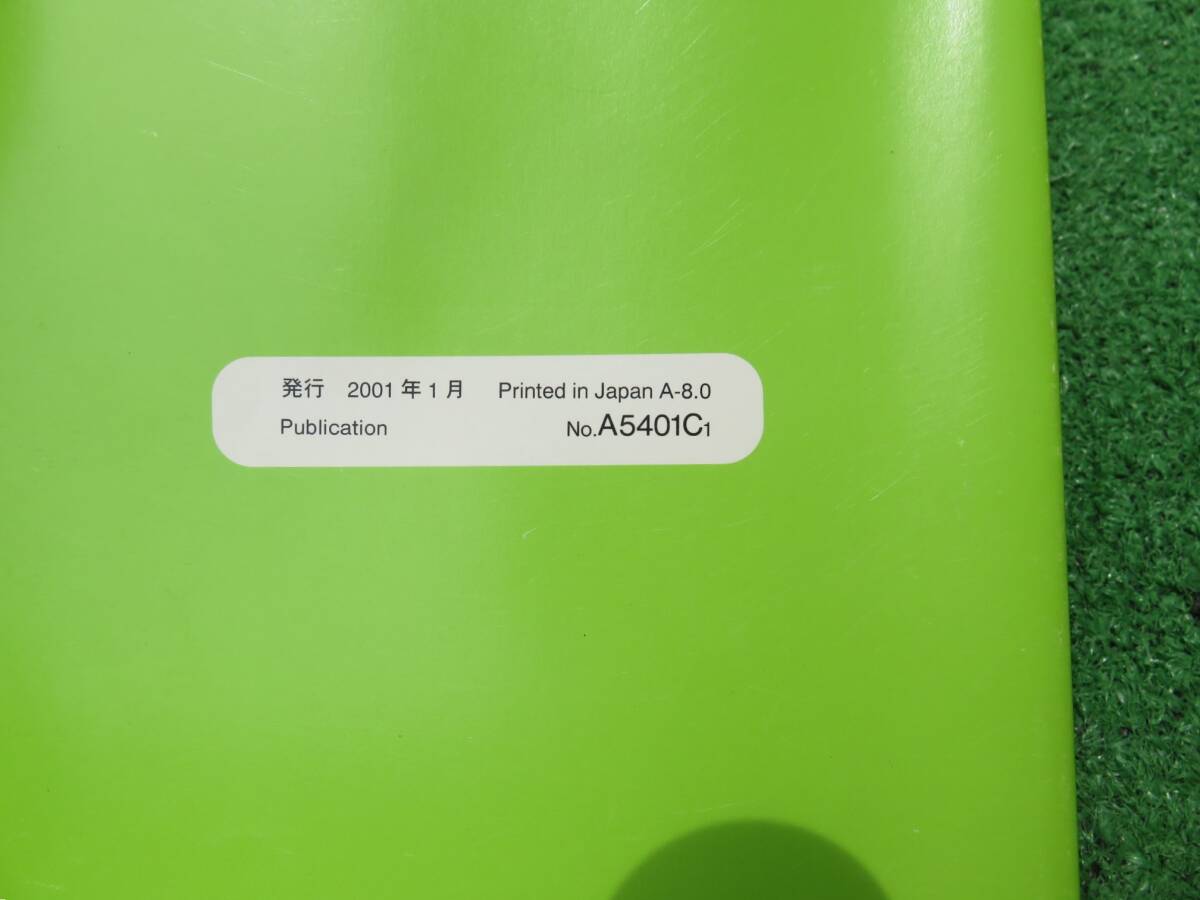 発行 2001年1月 Printed in Japan A-8.0
Publication No.A5401C1